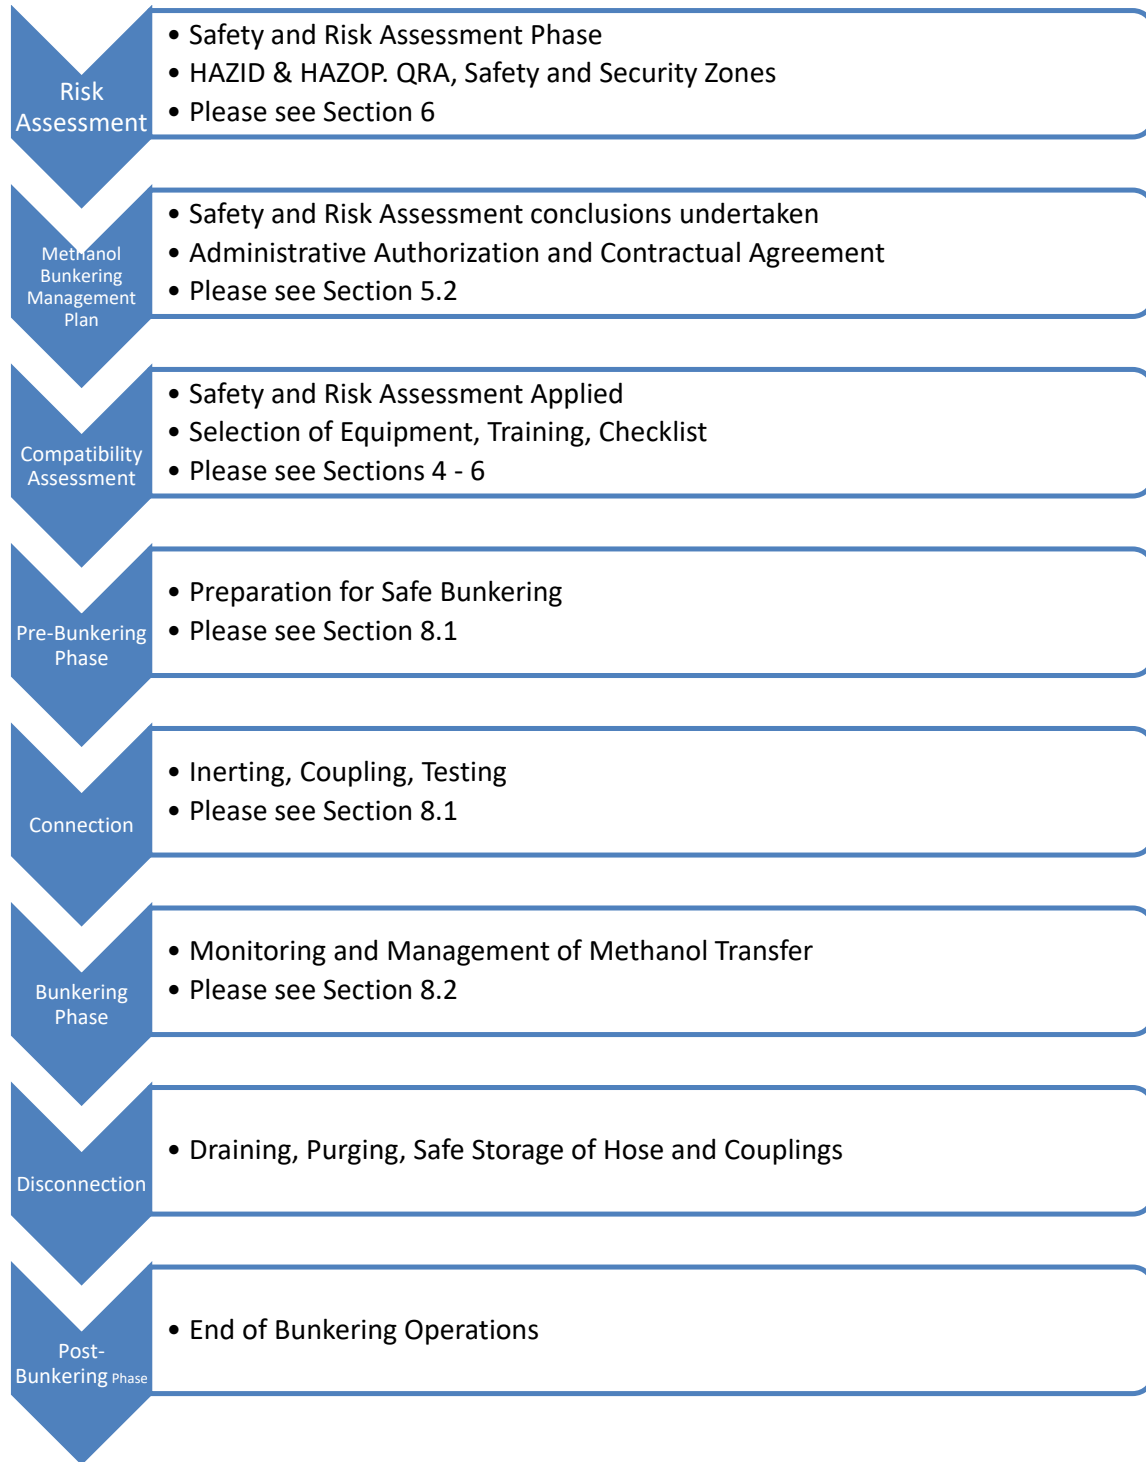 Risk
Assessment
• Safety and Risk Assessment Phase
• HAZID & HAZOP. QRA, Safety and Security Zones
• Please see Section 6
Methanol
Bunkering
Management
Plan
• Safety and Risk Assessment conclusions undertaken
• Administrative Authorization and Contractual Agreement
• Please see Section 5.2
Compatibility
Assessment
• Safety and Risk Assessment Applied
• Selection of Equipment, Training, Checklist
• Please see Sections 4 - 6
Pre-Bunkering
Phase
• Preparation for Safe Bunkering
• Please see Section 8.1
Connection
• Inerting, Coupling, Testing
• Please see Section 8.1
Bunkering
Phase
• Monitoring and Management of Methanol Transfer
• Please see Section 8.2
Disconnection
• Draining, Purging, Safe Storage of Hose and Couplings
Post-
Bunkering Phase
• End of Bunkering Operations